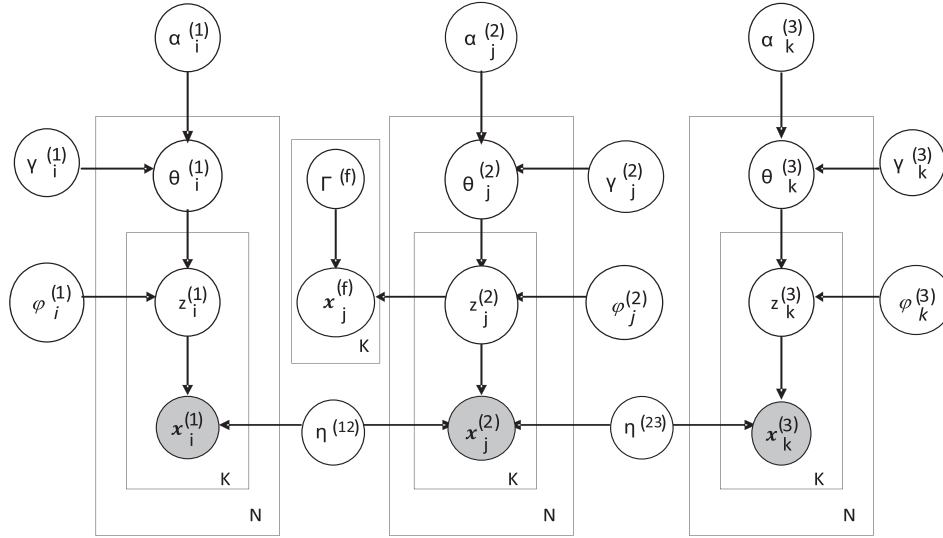 α i (1)
α j (2)
α k (3)
γ i (1)
θ i (1)
Γ (f)
θ j (2)
γ j (2)
θ k (3)
γ k (3)
φ i (1)
z i (1)
x j (f)
z j (2)
φ j (2)
z k (3)
φ k (3)
K
x i (1)
η (12)
x j (2)
η (23)
x k (3)
K
K
K
N
N
N